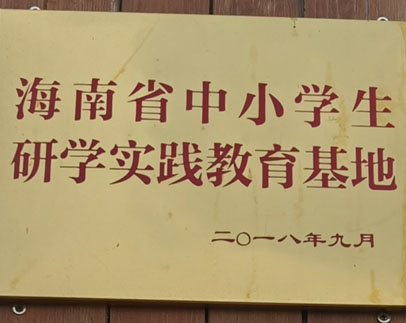 海南省中小学生
研学实践教育基地
二〇一八年九月